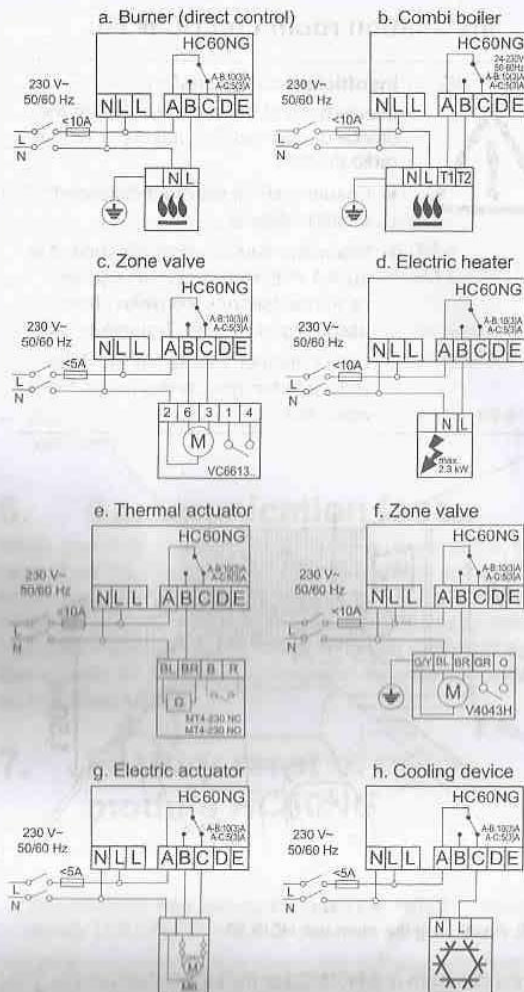 a. Burner (direct control)
HC60NG
230 V~
50/60 Hz
A-B:10(3)A
A-C:5(3)A
N L L A B C D E
<10A
L
N
N L
b. Combi boiler
HC60NG
24-230V
50-60Hz
A-B:10(3)A
A-C:5(3)A
230 V~
50/60 Hz
N L L A B C D E
<10A
L
N
N L T1 T2
c. Zone valve
HC60NG
A-B:10(3)A
A-C:5(3)A
230 V~
50/60 Hz
N L L A B C D E
<5A
L
N
2 6 3 1 4
M
VC6613..
d. Electric heater
HC60NG
A-B:10(3)A
A-C:5(3)A
230 V~
50/60 Hz
N L L A B C D E
<10A
L
N
N L
max.
2.3 kW
e. Thermal actuator
HC60NG
A-B:10(3)A
A-C:5(3)A
230 V~
50/60 Hz
N L L A B C D E
<10A
L
N
BL BR B R
MT4-230 NC
MT4-230 NO
f. Zone valve
HC60NG
A-B:10(3)A
A-C:5(3)A
230 V~
50/60 Hz
N L L A B C D E
<10A
L
N
G/Y BL BR GR O
M
V4043H
g. Electric actuator
HC60NG
A-B:10(3)A
A-C:5(3)A
230 V~
50/60 Hz
N L L A B C D E
<5A
L
N
M
Min.
h. Cooling device
HC60NG
A-B:10(3)A
A-C:5(3)A
230 V~
50/60 Hz
N L L A B C D E
<5A
L
N
N L